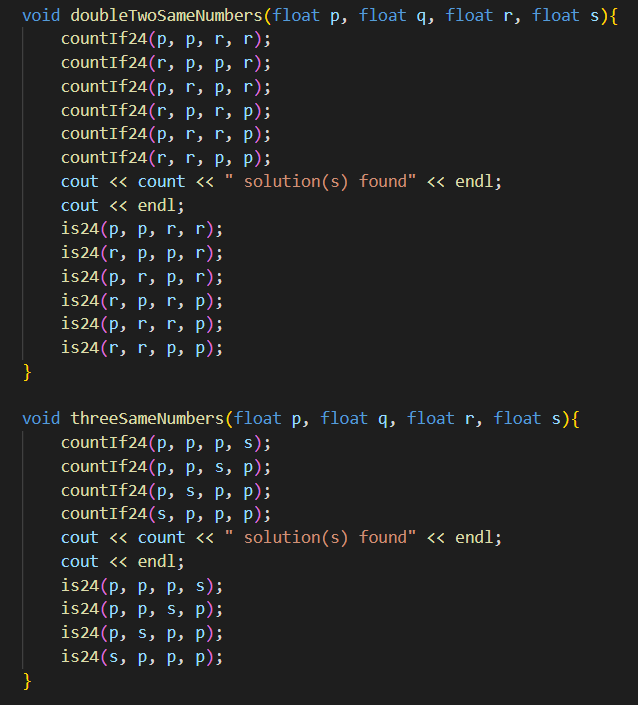 void doubleTwoSameNumbers(float p, float q, float r, float s){
    countIf24(p, p, r, r);
    countIf24(r, p, p, r);
    countIf24(p, r, p, r);
    countIf24(r, p, r, p);
    countIf24(p, r, r, p);
    countIf24(r, r, p, p);
    cout << count << " solution(s) found" << endl;
    cout << endl;
    is24(p, p, r, r);
    is24(r, p, p, r);
    is24(p, r, p, r);
    is24(r, p, r, p);
    is24(p, r, r, p);
    is24(r, r, p, p);
}
void threeSameNumbers(float p, float q, float r, float s){
    countIf24(p, p, p, s);
    countIf24(p, p, s, p);
    countIf24(p, s, p, p);
    countIf24(s, p, p, p);
    cout << count << " solution(s) found" << endl;
    cout << endl;
    is24(p, p, p, s);
    is24(p, p, s, p);
    is24(p, s, p, p);
    is24(s, p, p, p);
}